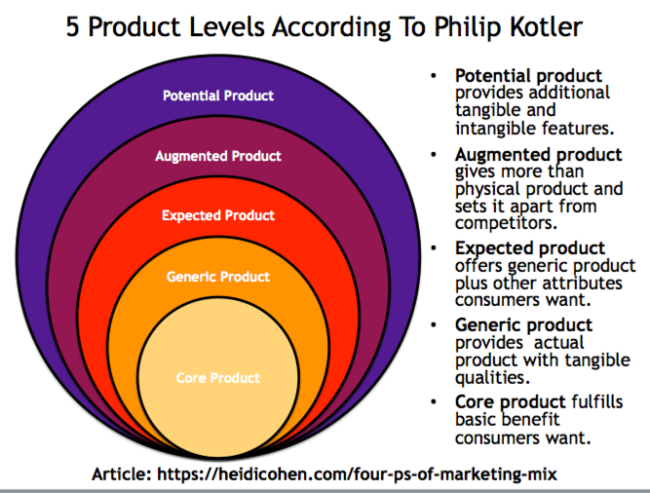 5 Product Levels According To Philip Kotler
Potential Product
Augmented Product
Expected Product
Generic Product
Core Product
• Potential product
provides additional
tangible and
intangible features.
• Augmented product
gives more than
physical product and
sets it apart from
competitors.
• Expected product
offers generic product
plus other attributes
consumers want.
• Generic product
provides actual
product with tangible
qualities.
• Core product fulfills
basic benefit
consumers want.
Article: https://heidicohen.com/four-ps-of-marketing-mix